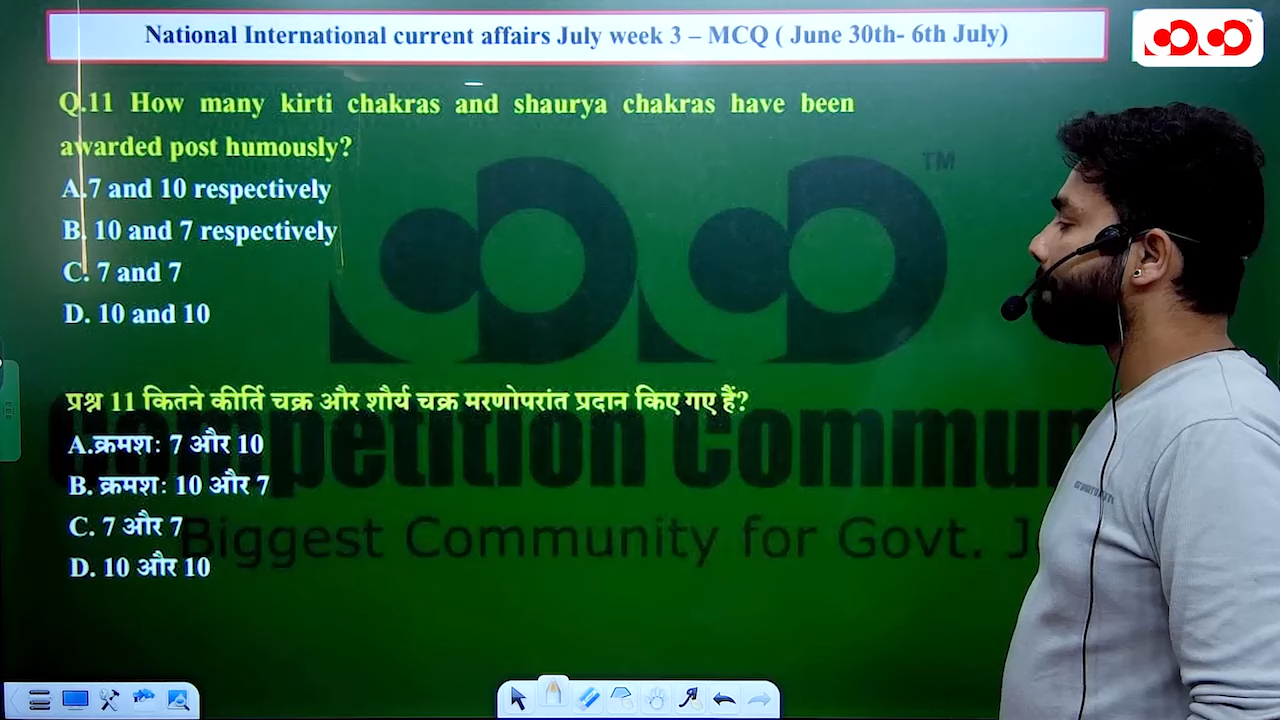 National International current affairs July week 3 – MCQ ( June 30th- 6th July)
Q.11 How many kirti chakras and shaurya chakras have been
awarded post humously?
A.7 and 10 respectively
B. 10 and 7 respectively
C. 7 and 7
D. 10 and 10
TM
प्रश्न 11 कितने कीर्ति चक्र और शौर्य चक्र मरणोपरांत प्रदान किए गए हैं?
Competition Commun
A.क्रमशः 7 और 10
B. क्रमशः 10 और 7
C. 7 और 7
Biggest Community for Govt. J
D. 10 और 10